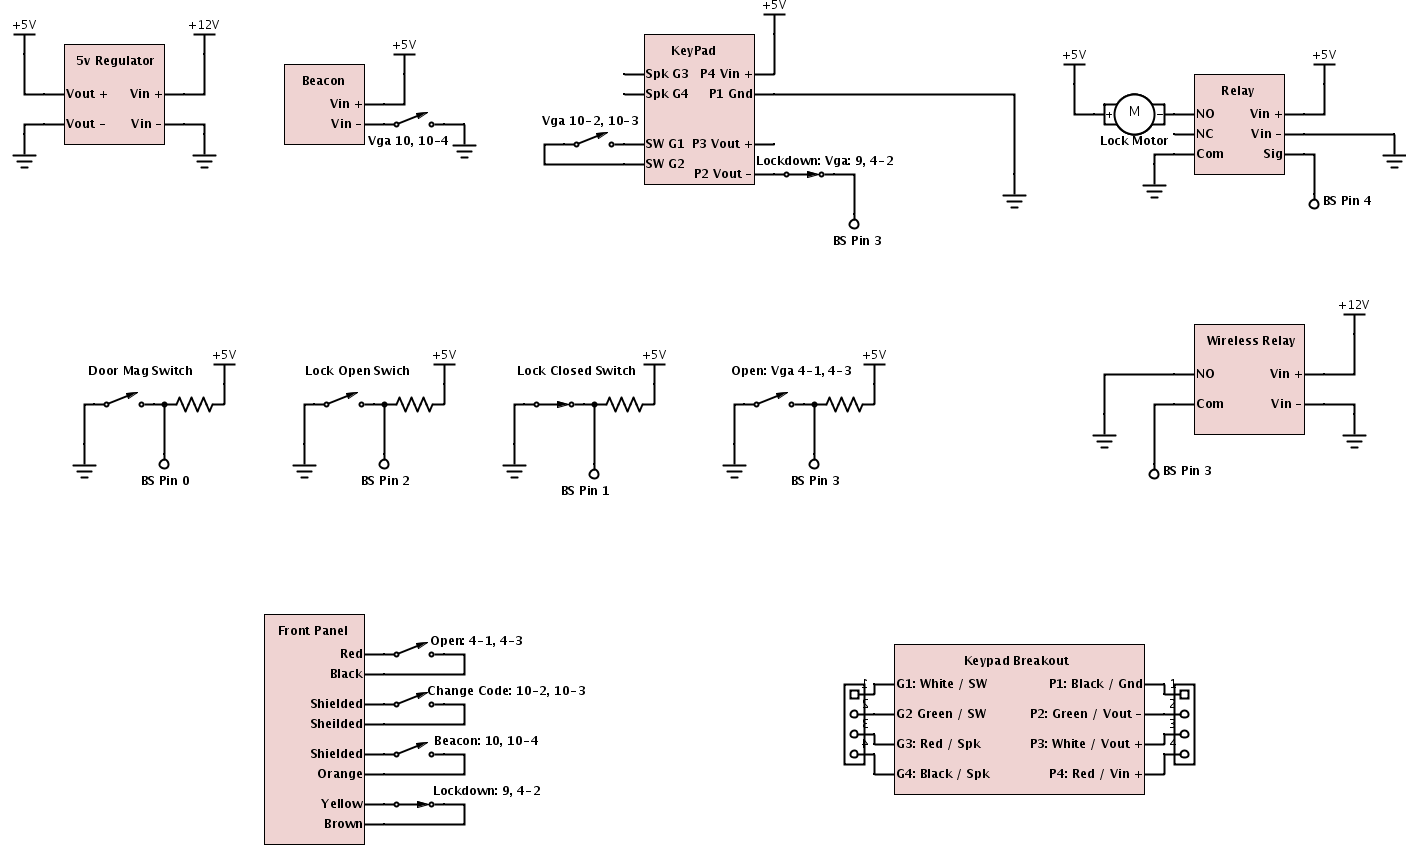 +5V
+12V
5v Regulator
Vout +
Vin +
Vout −
Vin −
+5V
Beacon
Vin +
Vin −
Vga 10, 10−4
+5V
KeyPad
Spk G3
P4 Vin +
Spk G4
P1 Gnd
Vga 10−2, 10−3
SW G1
P3 Vout +
SW G2
P2 Vout −
Lockdown: Vga: 9, 4−2
BS Pin 3
+5V
+5V
Relay
M
+
−
Lock Motor
NO
Vin +
NC
Vin −
Com
Sig
BS Pin 4
Door Mag Switch
+5V
BS Pin 0
Lock Open Swich
+5V
BS Pin 2
Lock Closed Switch
+5V
BS Pin 1
Open: Vga 4−1, 4−3
+5V
BS Pin 3
+12V
Wireless Relay
NO
Vin +
Com
Vin −
BS Pin 3
Front Panel
Red
Open: 4−1, 4−3
Black
Shielded
Change Code: 10−2, 10−3
Sheilded
Shielded
Beacon: 10, 10−4
Orange
Yellow
Lockdown: 9, 4−2
Brown
Keypad Breakout
G1: White / SW
P1: Black / Gnd
G2 Green / SW
P2: Green / Vout −
G3: Red / Spk
P3: White / Vout +
G4: Black / Spk
P4: Red / Vin +
1
2
3
4
1
2
3
4